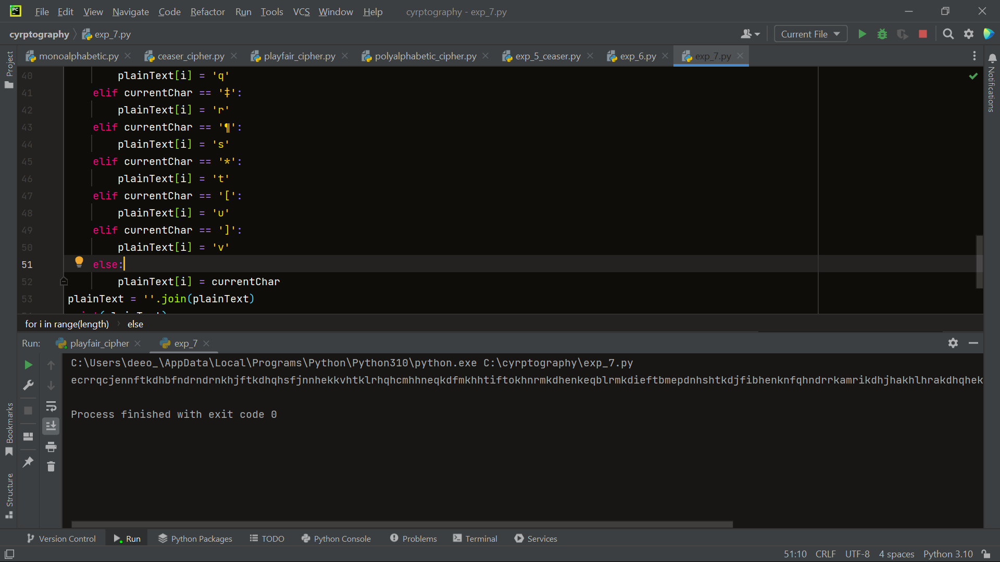 PC File Edit View Navigate Code Refactor Run Tools VCS Window Help cyrptography - exp_7.py
cyrptography exp_7.py Current File
Project
monoalphabetic.py ceaser_cipher.py playfair_cipher.py polyalphabetic_cipher.py exp_5_ceaser.py exp_6.py exp_7.py
Notifications
40 plainText[i] = 'q'
41 elif currentChar == '‡':
42 plainText[i] = 'r'
43 elif currentChar == '¶':
44 plainText[i] = 's'
45 elif currentChar == '*':
46 plainText[i] = 't'
47 elif currentChar == '[':
48 plainText[i] = 'u'
49 elif currentChar == ']':
50 plainText[i] = 'v'
51 else:
52 plainText[i] = currentChar
53 plainText = ''.join(plainText)
for i in range(length) else
Run: playfair_cipher exp_7
C:\Users\deeo_\AppData\Local\Programs\Python\Python310\python.exe C:\cyrptography\exp_7.py
ecrrqcjennftkdhbfndrndrnkhjftkdhqhsfjnnhekkvhtklrhqhcmhhneqkdfmkhhtiftokhnrmkdhenkeqblrmkdieftbmepdnhshtkdjfibhenknfqhndrrkamrikdhjhakhlhrakdhqhek
Process finished with exit code 0
Bookmarks
Structure
Version Control Run Python Packages TODO Python Console Problems Terminal Services
51:10 CRLF UTF-8 4 spaces Python 3.10